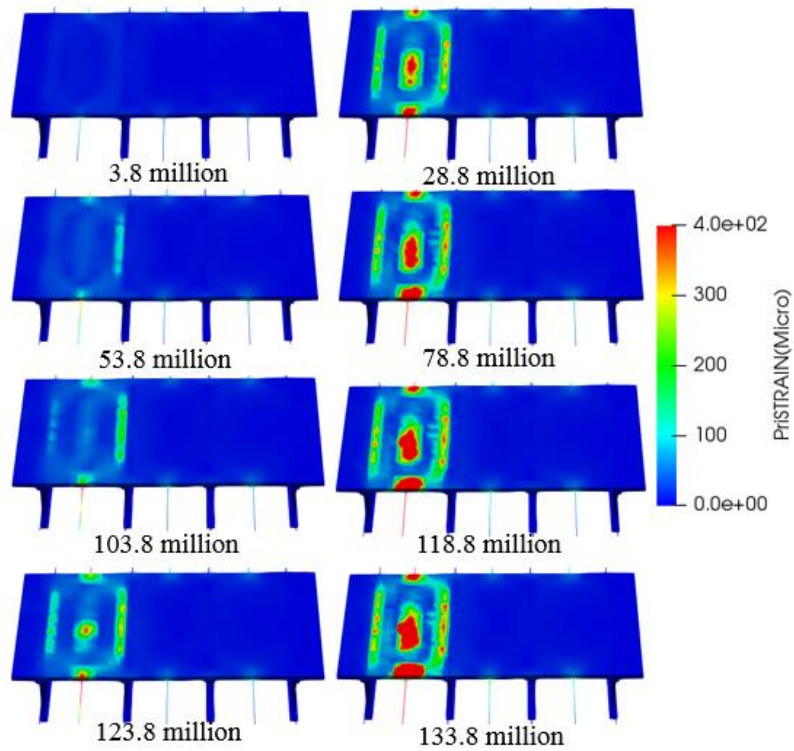 3.8 million
28.8 million
53.8 million
78.8 million
103.8 million
118.8 million
123.8 million
133.8 million
4.0e+02
300
200
100
0.0e+00
PriSTRAIN(Micro)